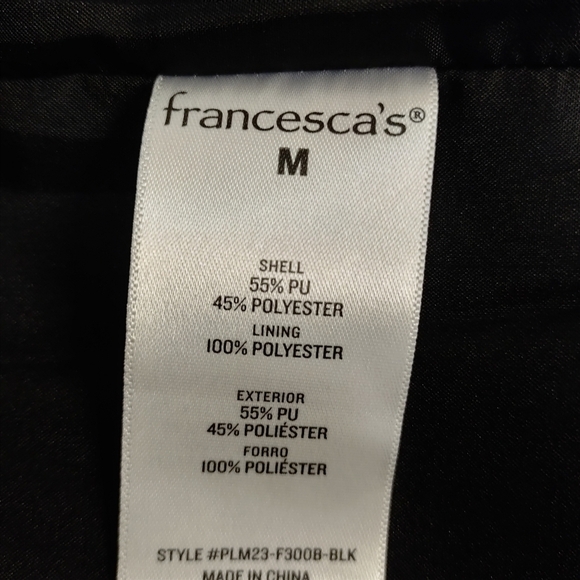 francesca's®
M
SHELL
55% PU
45% POLYESTER
LINING
100% POLYESTER
EXTERIOR
55% PU
45% POLIÉSTER
FORRO
100% POLIÉSTER
STYLE #PLM23-F300B-BLK
MADE IN CHINA